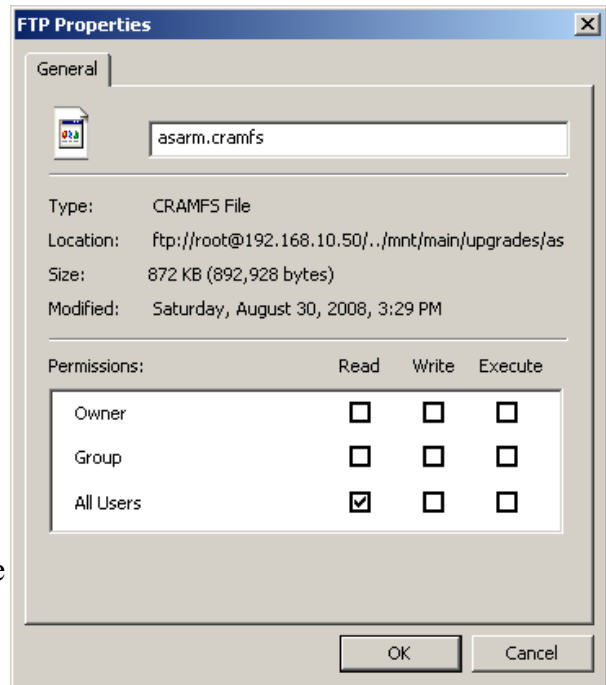 FTP Properties
General
asarm.cramfs
Type: CRAMFS File
Location: ftp://root@192.168.10.50/../mnt/main/upgrades/as
Size: 872 KB (892,928 bytes)
Modified: Saturday, August 30, 2008, 3:29 PM
Permissions: Read Write Execute
Owner
Group
All Users
e
OK Cancel